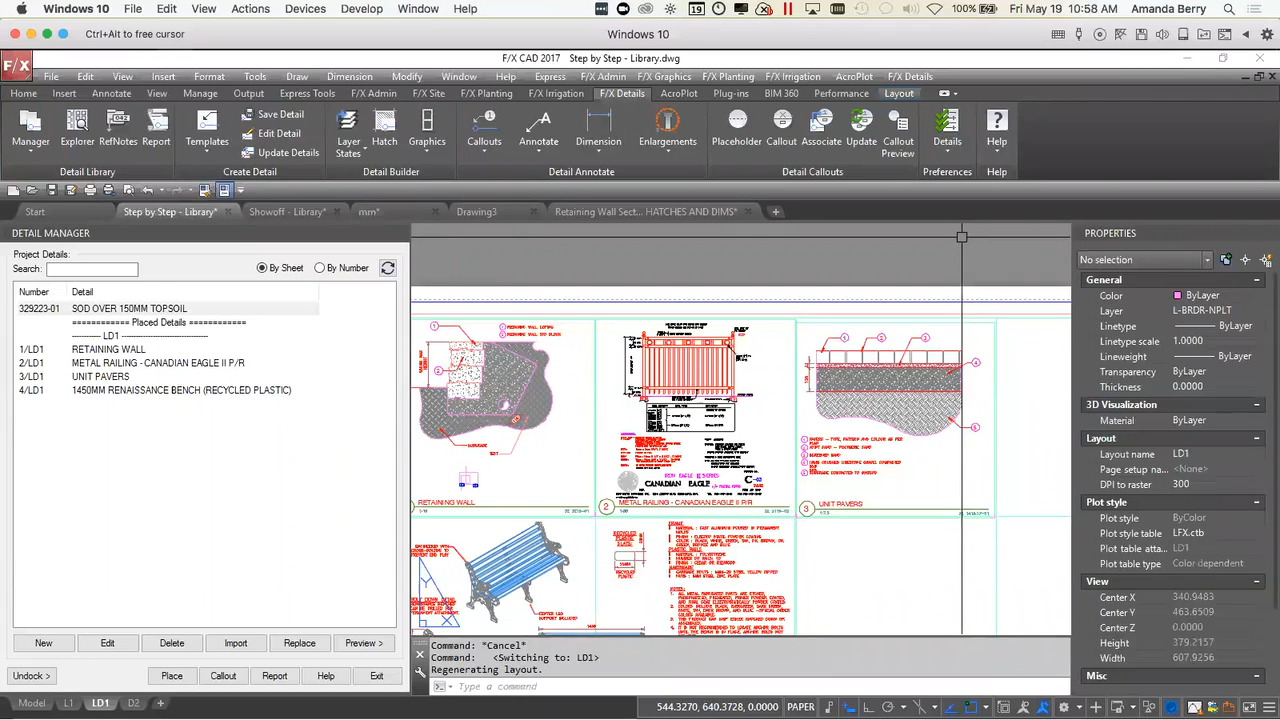 Windows 10 File Edit View Actions Devices Develop Window Help 19 100% Fri May 19 10:58 AM Amanda Berry
Ctrl+Alt to free cursor Windows 10
F/X CAD 2017 Step by Step - Library.dwg
F/X File Edit View Insert Format Tools Draw Dimension Modify Window Help Express F/X Admin F/X Graphics F/X Planting F/X Irrigation AcroPlot F/X Details
Home Insert Annotate View Manage Output Express Tools F/X Admin F/X Site F/X Planting F/X Irrigation F/X Details AcroPlot Plug-ins BIM 360 Performance Layout
Save Detail
Edit Detail
Update Details
Manager Explorer RefNotes Report Templates Layer States Hatch Graphics Callouts Annotate Dimension Enlargements Placeholder Callout Associate Update Callout Preview Details Help
Detail Library Create Detail Detail Builder Detail Annotate Detail Callouts Preferences Help
Start Step by Step - Library* Showoff - Library* mm* Drawing3 Retaining Wall Sect... HATCHES AND DIMS*
DETAIL MANAGER
Project Details:
Search: By Sheet By Number
Number Detail
329223-01 SOD OVER 150MM TOPSOIL
============ Placed Details ============
------- LD1 --------------------------------
1/LD1 RETAINING WALL
2/LD1 METAL RAILING - CANADIAN EAGLE II P/R
3/LD1 UNIT PAVERS
4/LD1 1450MM RENAISSANCE BENCH (RECYCLED PLASTIC)
New Edit Delete Import Replace Preview >
Undock > Place Callout Report Help Exit
RETAINING WALL
CANADIAN EAGLE
2 METAL RAILING - CANADIAN EAGLE II P/R
3 UNIT PAVERS
Command: *Cancel*
Command: <Switching to: LD1>
Regenerating layout.
Type a command
PROPERTIES
No selection
General
Color ByLayer
Layer L-BRDR-NPLT
Linetype ByLayer
Linetype scale 1.0000
Lineweight ByLayer
Transparency ByLayer
Thickness 0.0000
3D Visualization
Material ByLayer
Layout
Layout name LD1
Page setup na... <None>
DPI to raster 300
Plot style
Plot style ByColor
Plot style table LFX.ctb
Plot table atta... LD1
Plot table type Color dependent
View
Center X 340.9483
Center Y 463.6509
Center Z 0.0000
Height 379.2157
Width 607.9256
Misc
Model L1 LD1 D2 544.3270, 640.3728, 0.0000 PAPER